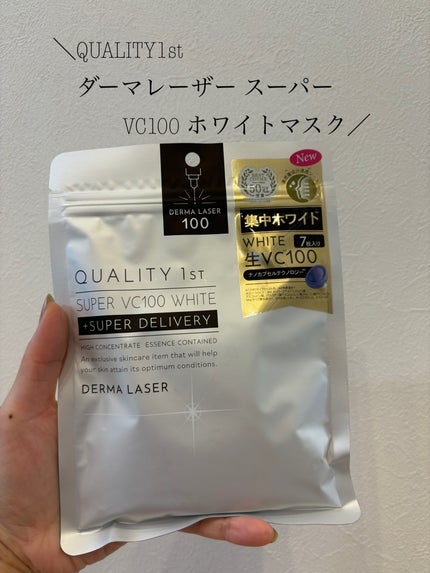 ＼QUALITY1st
ダーマレーザー スーパー
VC100 ホワイトマスク／
New
50冠
DERMA LASER
100
集中ホワイト
WHITE 7枚入り
生VC100
ナノカプセルテクノロジー
QUALITY 1ST
SUPER VC100 WHITE
+SUPER DELIVERY
HIGH CONCENTRATE ESSENCE CONTAINED
An exclusive skincare item that will help
your skin attain its optimum conditions.
DERMA LASER